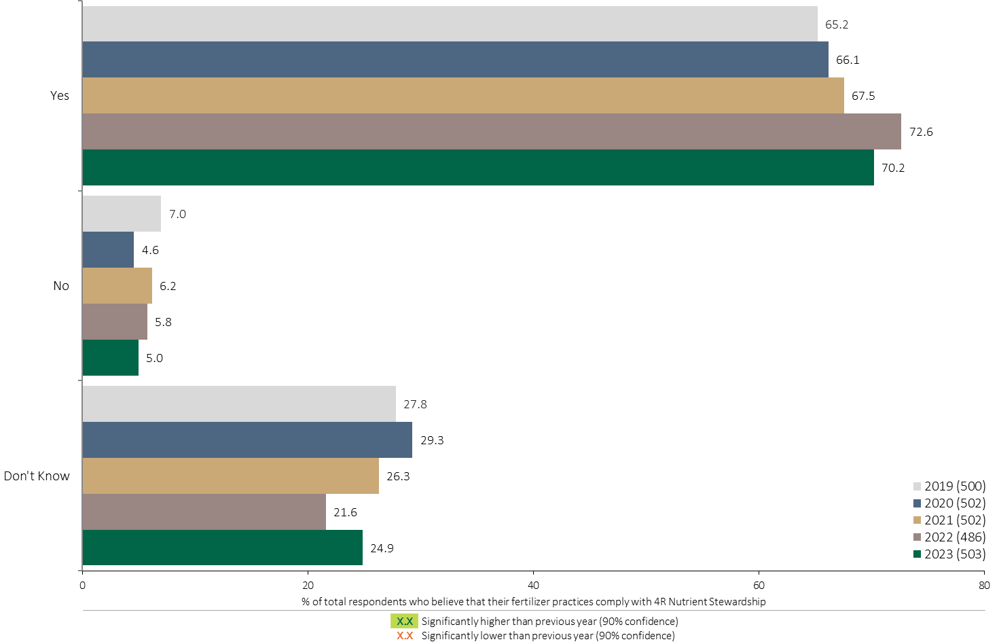 65.2
66.1
Yes
67.5
72.6
70.2
7.0
4.6
No
6.2
5.8
5.0
27.8
29.3
Don't Know
26.3
21.6
24.9
2019 (500)
2020 (502)
2021 (502)
2022 (486)
2023 (503)
0 20 40 60 80
% of total respondents who believe that their fertilizer practices comply with 4R Nutrient Stewardship
X.X Significantly higher than previous year (90% confidence)
X.X Significantly lower than previous year (90% confidence)